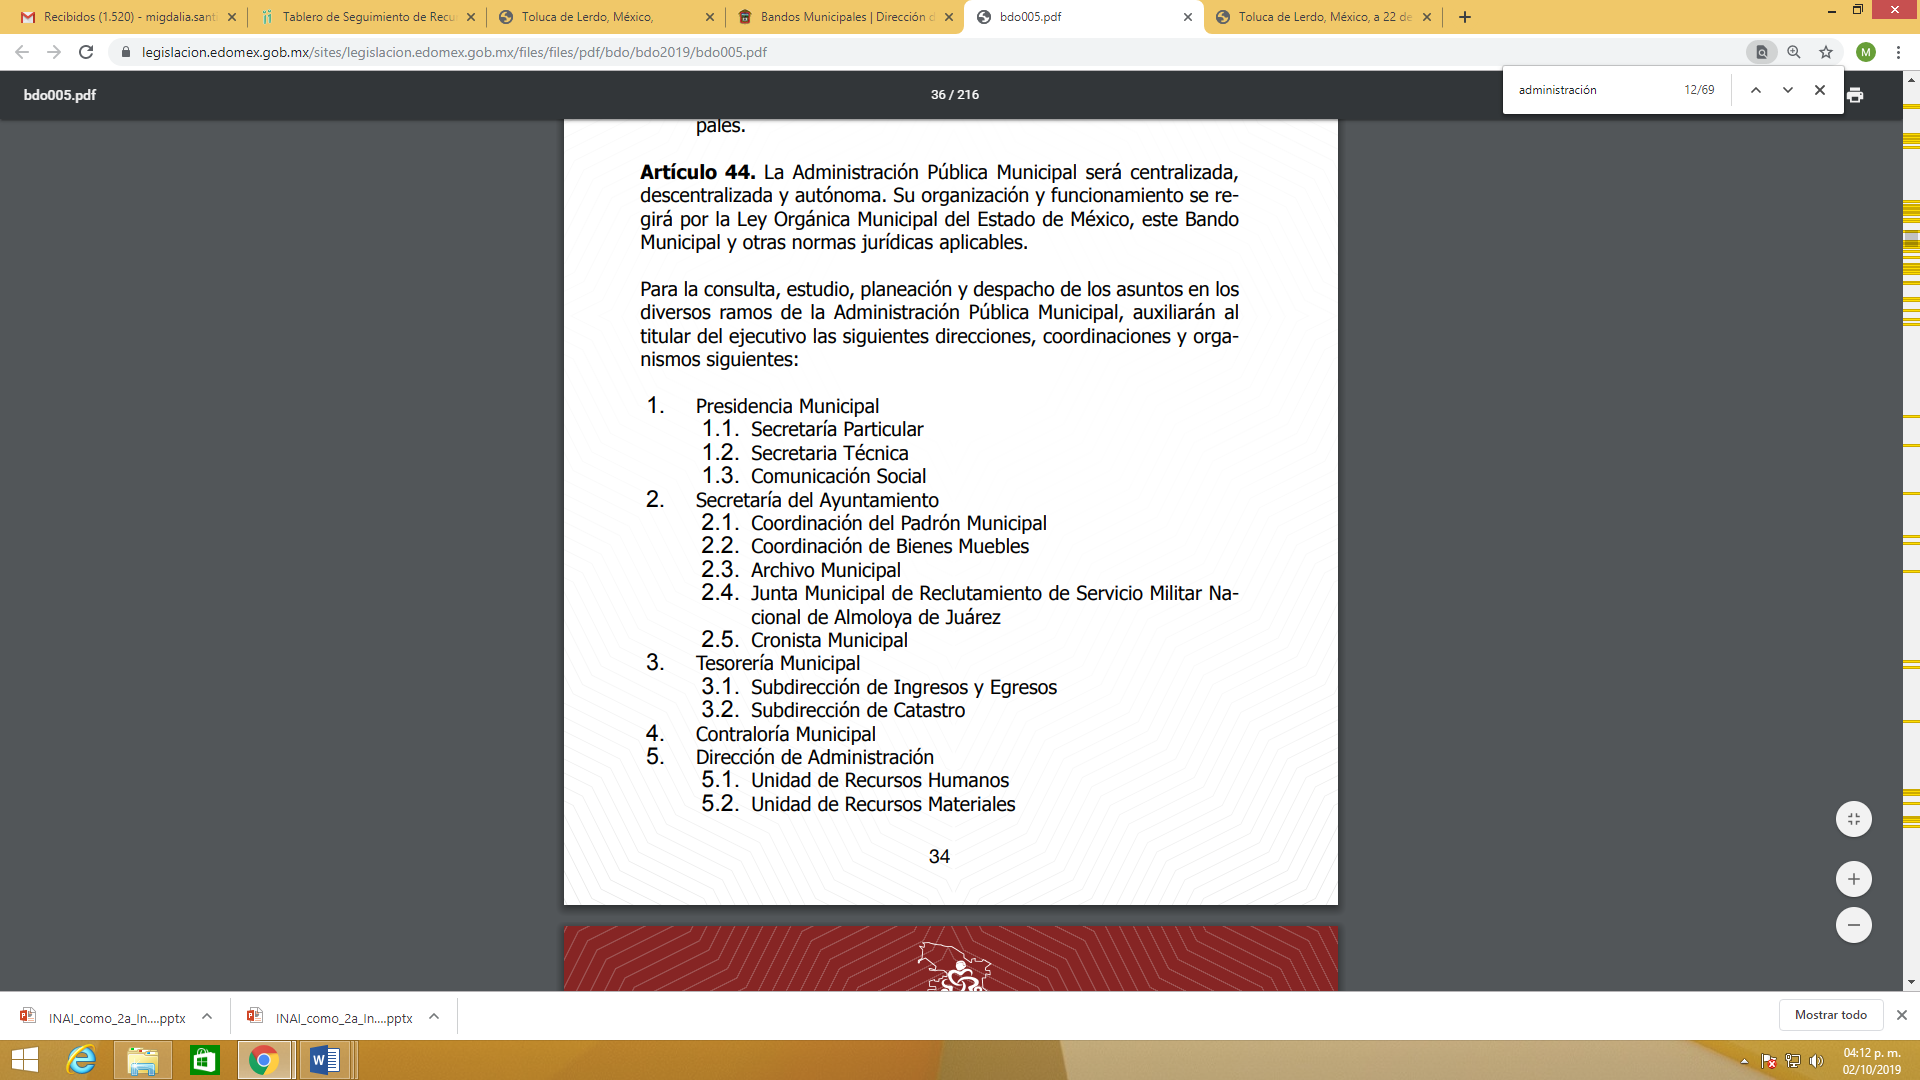 Recibidos (1.520) - migdalia.sant
Tablero de Seguimiento de Recu
Toluca de Lerdo, México,
Bandos Municipales | Dirección d
bdo005.pdf
Toluca de Lerdo, México, a 22 de
legislacion.edomex.gob.mx/sites/legislacion.edomex.gob.mx/files/files/pdf/bdo/bdo2019/bdo005.pdf
M
bdo005.pdf
36 / 216
administración
12/69
pales.
Artículo 44. La Administración Pública Municipal será centralizada,
descentralizada y autónoma. Su organización y funcionamiento se re-
girá por la Ley Orgánica Municipal del Estado de México, este Bando
Municipal y otras normas jurídicas aplicables.
Para la consulta, estudio, planeación y despacho de los asuntos en los
diversos ramos de la Administración Pública Municipal, auxiliarán al
titular del ejecutivo las siguientes direcciones, coordinaciones y orga-
nismos siguientes:
1. Presidencia Municipal
1.1. Secretaría Particular
1.2. Secretaria Técnica
1.3. Comunicación Social
2. Secretaría del Ayuntamiento
2.1. Coordinación del Padrón Municipal
2.2. Coordinación de Bienes Muebles
2.3. Archivo Municipal
2.4. Junta Municipal de Reclutamiento de Servicio Militar Na-
cional de Almoloya de Juárez
2.5. Cronista Municipal
3. Tesorería Municipal
3.1. Subdirección de Ingresos y Egresos
3.2. Subdirección de Catastro
4. Contraloría Municipal
5. Dirección de Administración
5.1. Unidad de Recursos Humanos
5.2. Unidad de Recursos Materiales
34
INAI_como_2a_In....pptx
INAI_como_2a_In....pptx
Mostrar todo
04:12 p. m.
02/10/2019